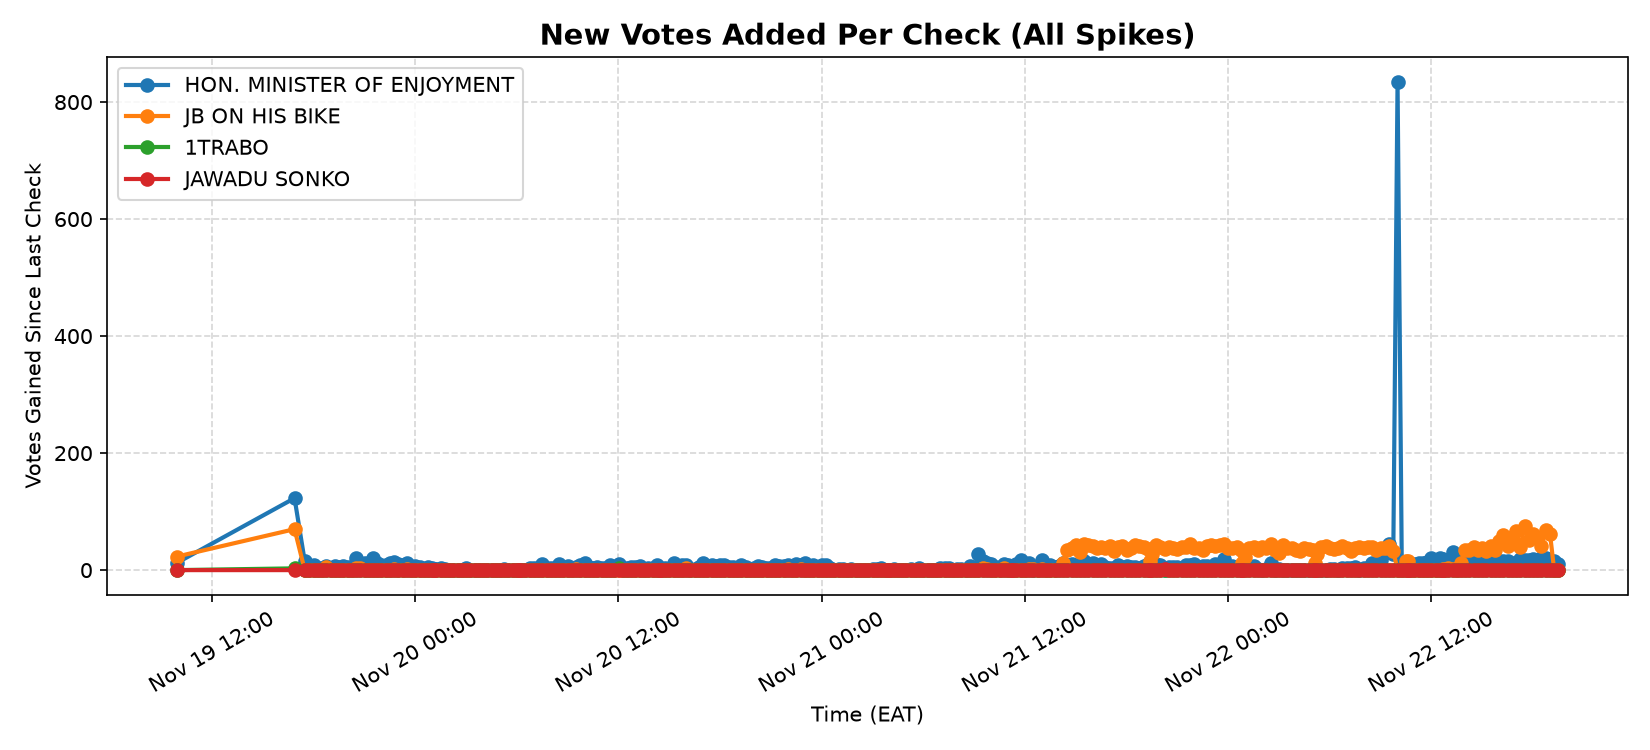 New Votes Added Per Check (All Spikes)
HON. MINISTER OF ENJOYMENT
JB ON HIS BIKE
1TRABO
JAWADU SONKO
Votes Gained Since Last Check
800
600
400
200
0
Nov 19 12:00
Nov 20 00:00
Nov 20 12:00
Nov 21 00:00
Nov 21 12:00
Nov 22 00:00
Nov 22 12:00
Time (EAT)